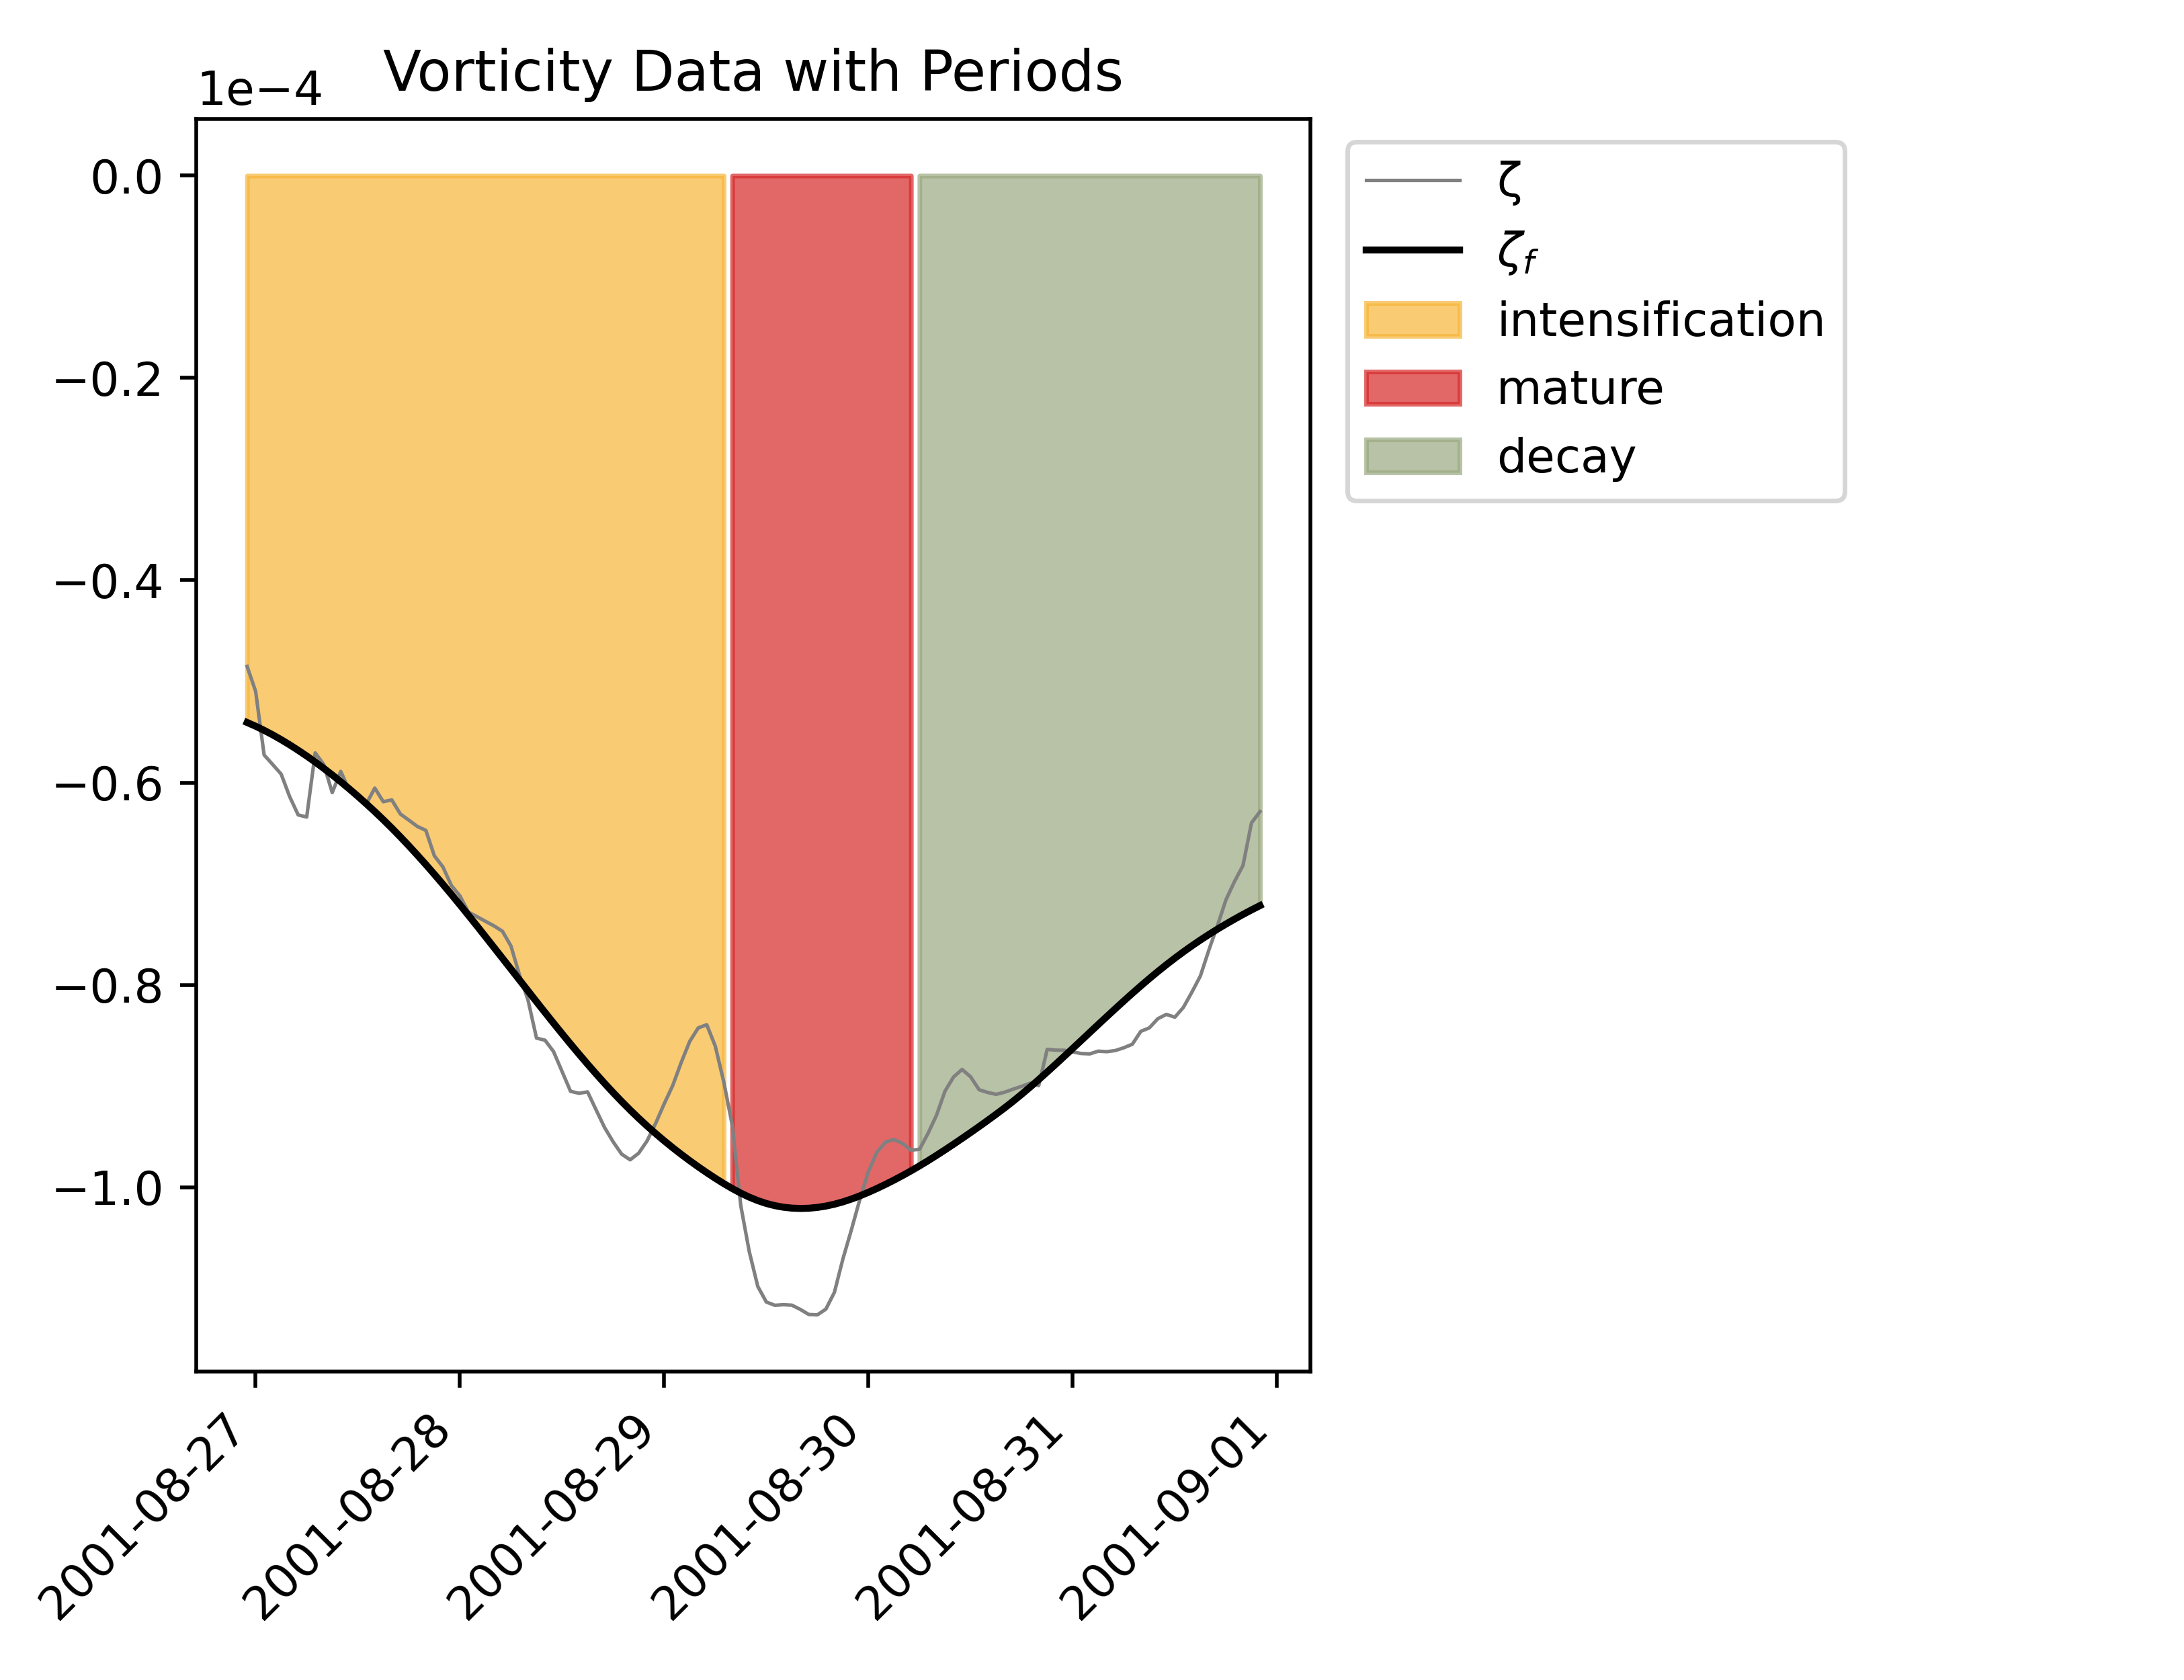 Vorticity Data with Periods
1e−4
0.0
−0.2
−0.4
−0.6
−0.8
−1.0
2001-08-27
2001-08-28
2001-08-29
2001-08-30
2001-08-31
2001-09-01
ζ
ζf
intensification
mature
decay